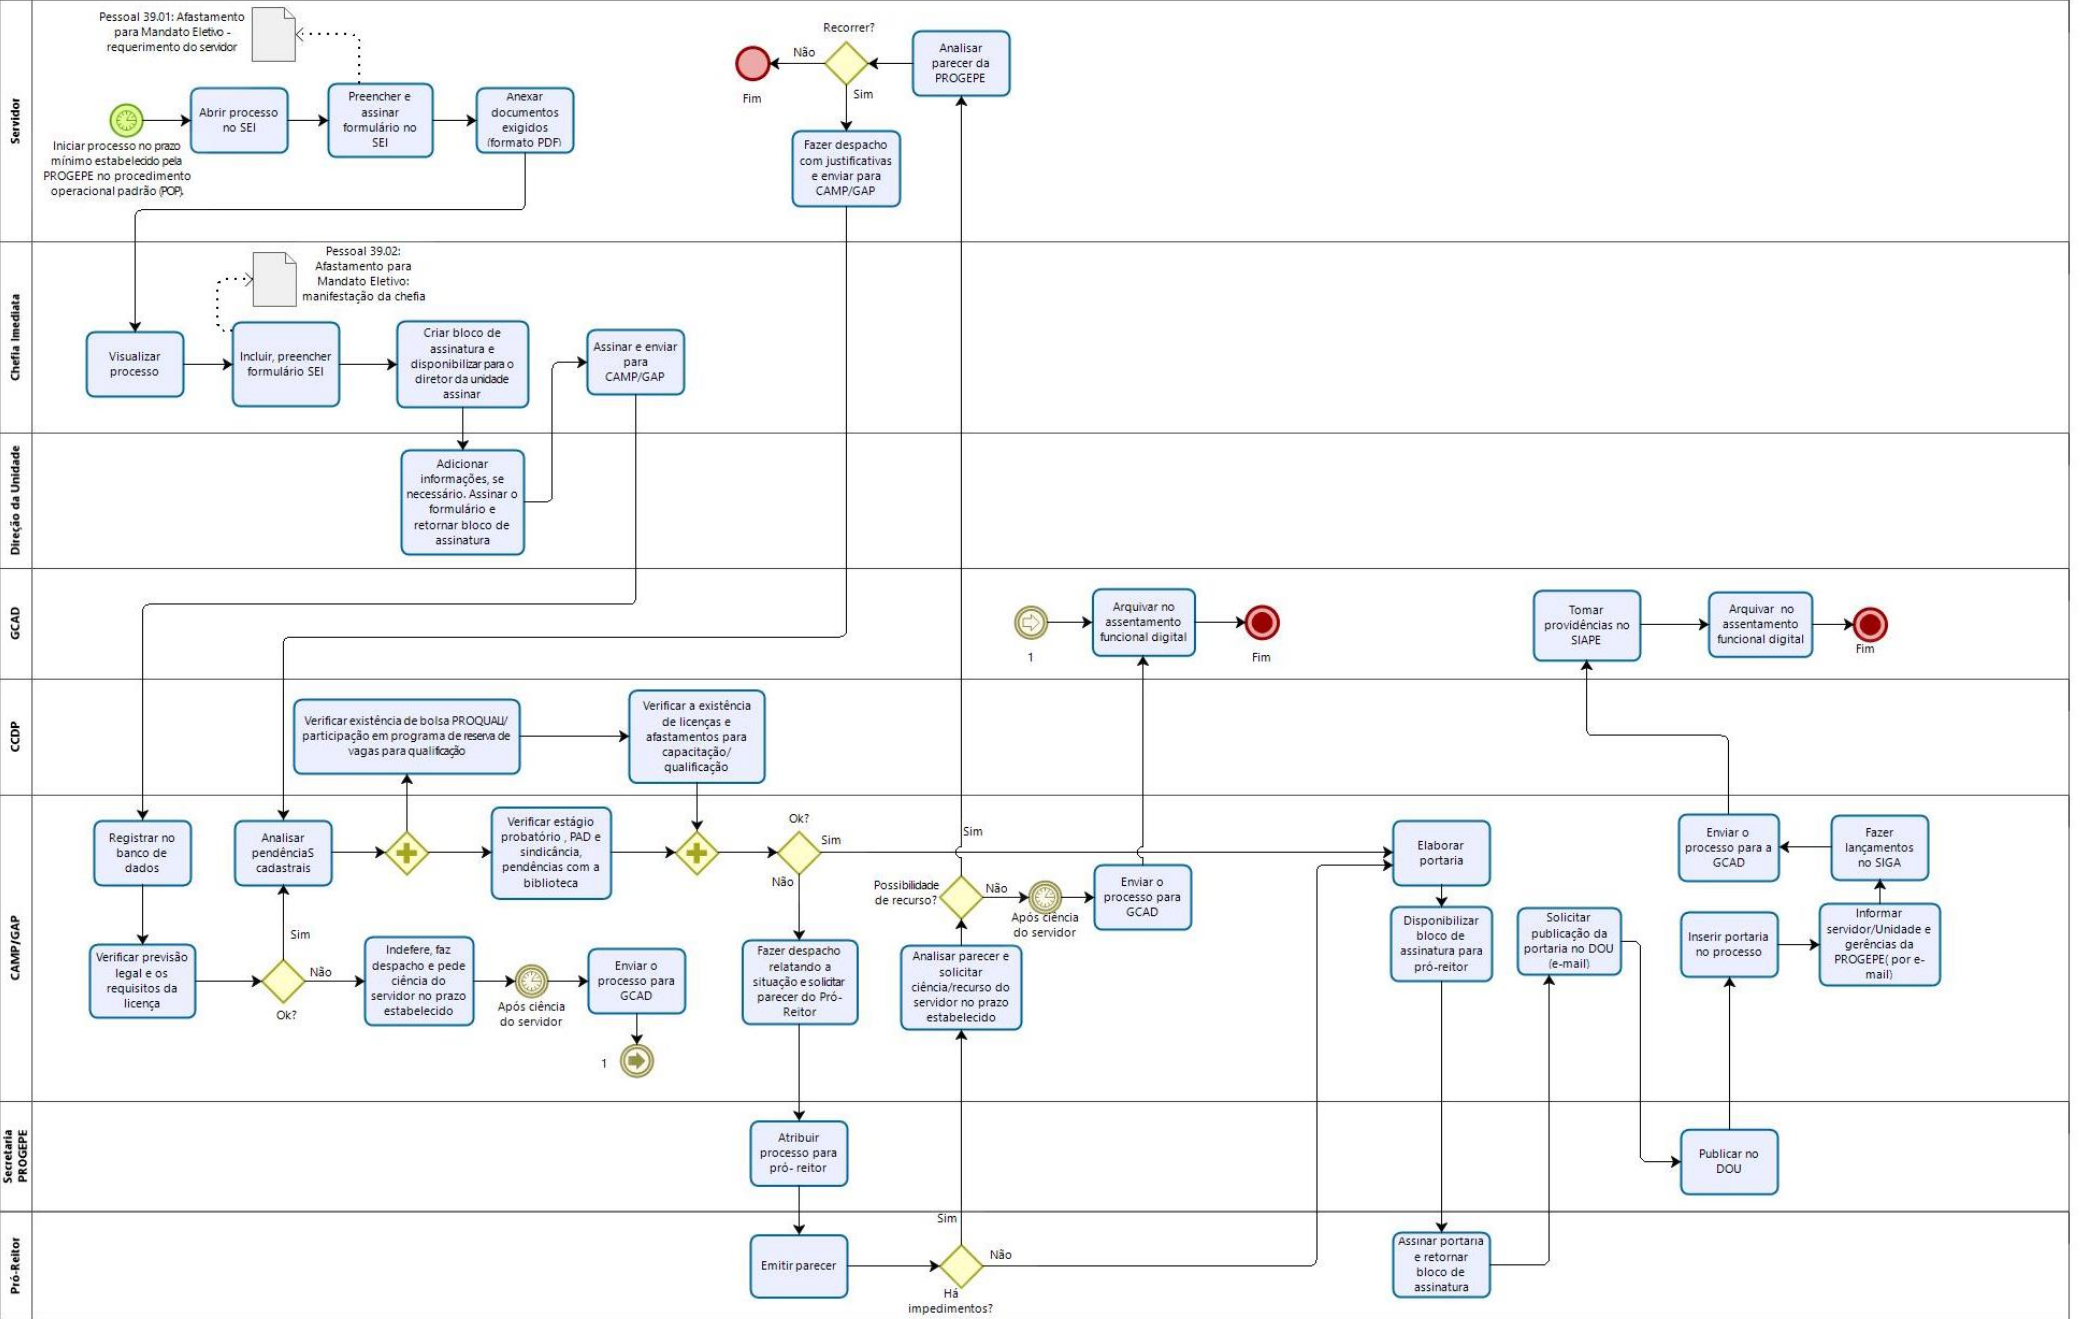 Servidor
Pessoal 39.01: Afastamento
para Mandato Eletivo -
requerimento do servidor
Iniciar processo no prazo
mínimo estabelecido pela
PROGEPE no procedimento
operacional padrão (POP).
Abrir processo
no SEI
Preencher e
assinar
formulário no
SEI
Anexar
documentos
exigidos
(formato PDF)
Fim
Não
Recorrer?
Sim
Analisar
parecer da
PROGEPE
Fazer despacho
com justificativas
e enviar para
CAMP/GAP
Chefia Imediata
Pessoal 39.02:
Afastamento para
Mandato Eletivo:
manifestação da chefia
Visualizar
processo
Incluir, preencher
formulário SEI
Criar bloco de
assinatura e
disponibilizar para o
diretor da unidade
assinar
Assinar e enviar
para
CAMP/GAP
Direção da Unidade
Adicionar
informações, se
necessário. Assinar o
formulário e
retornar bloco de
assinatura
GCAD
1
Arquivar no
assentamento
funcional digital
Fim
Tomar
providências no
SIAPE
Arquivar no
assentamento
funcional digital
Fim
CCDP
Verificar existência de bolsa PROQUALI/
participação em programa de reserva de
vagas para qualificação
Verificar a existência
de licenças e
afastamentos para
capacitação/
qualificação
CAMP/GAP
Registrar no
banco de
dados
Analisar
pendênciaS
cadastrais
Verificar estágio
probatório , PAD e
sindicância,
pendências com a
biblioteca
Ok?
Sim
Não
Sim
Possibilidade
de recurso?
Não
Após ciência
do servidor
Enviar o
processo para
GCAD
Elaborar
portaria
Enviar o
processo para a
GCAD
Fazer
lançamentos
no SIGA
Verificar previsão
legal e os
requisitos da
licença
Sim
Ok?
Não
Indefere, faz
despacho e pede
ciência do
servidor no prazo
estabelecido
Após ciência
do servidor
Enviar o
processo para
GCAD
1
Fazer despacho
relatando a
situação e solicitar
parecer do Pró-
Reitor
Analisar parecer e
solicitar
ciência/recurso do
servidor no prazo
estabelecido
Disponibilizar
bloco de
assinatura para
pró-reitor
Solicitar
publicação da
portaria no DOU
(e-mail)
Inserir portaria
no processo
Informar
servidor/Unidade e
gerências da
PROGEPE( por e-
mail)
Secretaria
PROGEPE
Atribuir
processo para
pró- reitor
Publicar no
DOU
Pró-Reitor
Emitir parecer
Sim
Há
impedimentos?
Não
Assinar portaria
e retornar
bloco de
assinatura